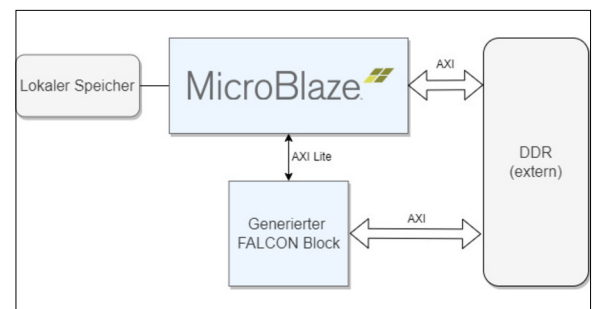 Lokaler Speicher
MicroBlaze
AXI
DDR
(extern)
AXI Lite
Generierter
FALCON Block
AXI